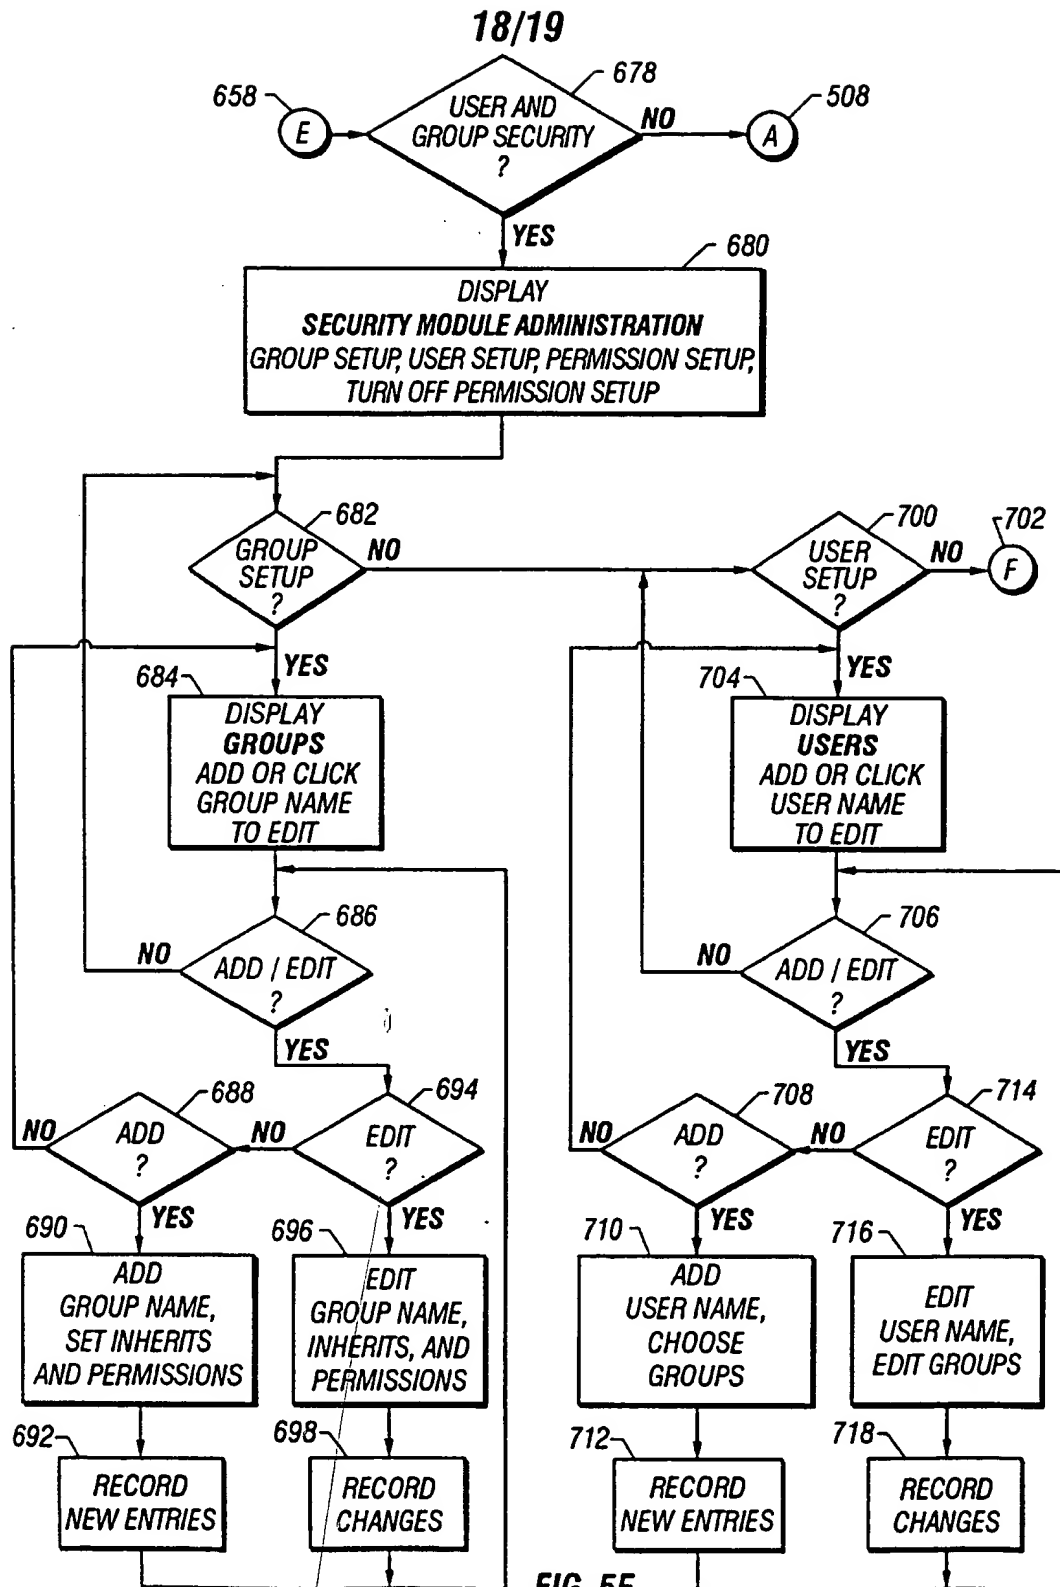 18/19
658
E
678
USER AND
GROUP SECURITY
?
NO
508
A
YES
680
DISPLAY
SECURITY MODULE ADMINISTRATION
GROUP SETUP, USER SETUP, PERMISSION SETUP,
TURN OFF PERMISSION SETUP
682
GROUP
SETUP
?
NO
700
USER
SETUP
?
NO
702
F
YES
684
DISPLAY
GROUPS
ADD OR CLICK
GROUP NAME
TO EDIT
YES
704
DISPLAY
USERS
ADD OR CLICK
USER NAME
TO EDIT
686
NO
ADD / EDIT
?
YES
706
NO
ADD / EDIT
?
YES
688
NO
ADD
?
YES
694
NO
EDIT
?
YES
708
NO
ADD
?
YES
714
NO
EDIT
?
YES
690
ADD
GROUP NAME,
SET INHERITS
AND PERMISSIONS
696
EDIT
GROUP NAME,
INHERITS, AND
PERMISSIONS
710
ADD
USER NAME,
CHOOSE
GROUPS
716
EDIT
USER NAME,
EDIT GROUPS
692
RECORD
NEW ENTRIES
698
RECORD
CHANGES
712
RECORD
NEW ENTRIES
718
RECORD
CHANGES